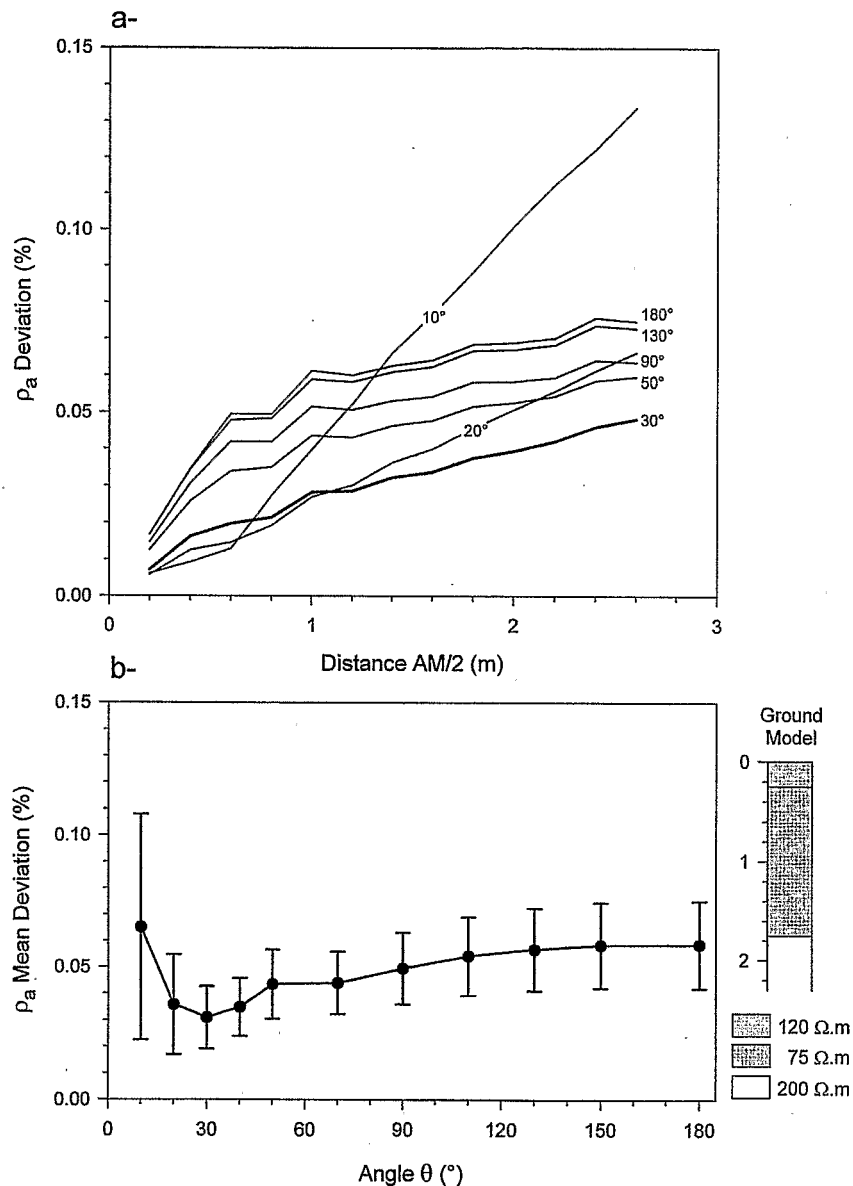 a-
0.15
0.10
0.05
0.00
ρa Deviation (%)
10°
180°
130°
90°
50°
20°
30°
0
1
2
3
Distance AM/2 (m)
b-
0.15
0.10
0.05
0.00
ρa Mean Deviation (%)
0
30
60
90
120
150
180
Angle θ (°)
Ground
Model
0
1
2
120 Ω.m
75 Ω.m
200 Ω.m